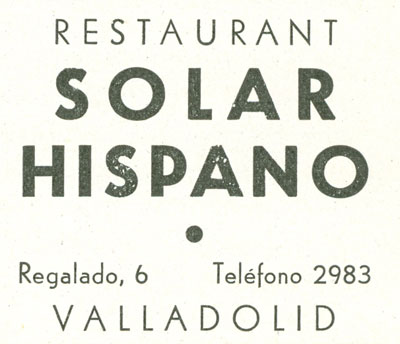 RESTAURANT
SOLAR
HISPANO
•
Regalado, 6 Teléfono 2983
VALLADOLID